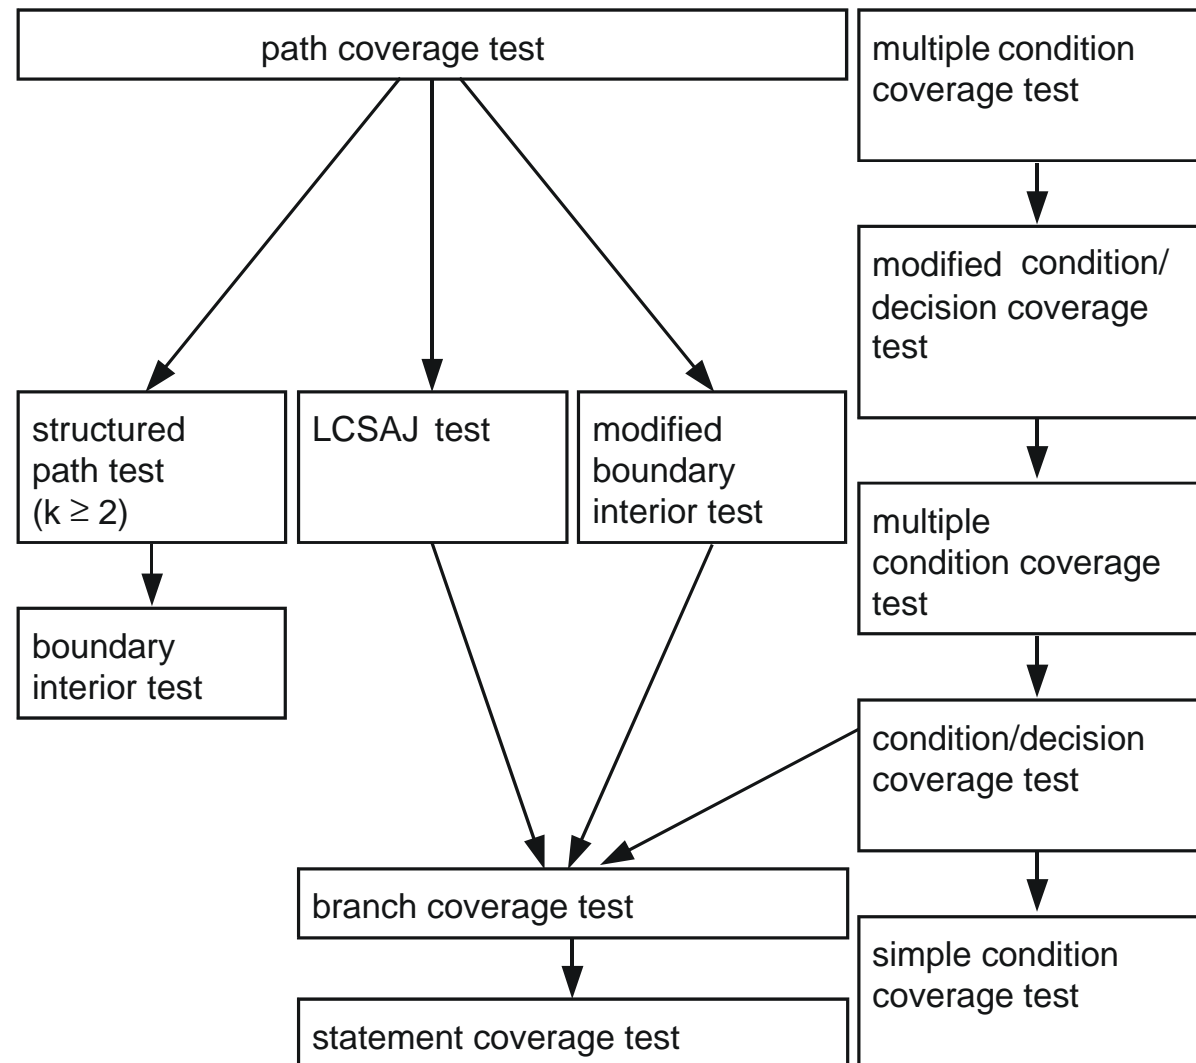 path coverage test
multiple condition
coverage test
modified condition/
decision coverage
test
structured
path test
(k ≥ 2)
LCSAJ test
modified
boundary
interior test
multiple
condition coverage
test
boundary
interior test
condition/decision
coverage test
branch coverage test
simple condition
coverage test
statement coverage test